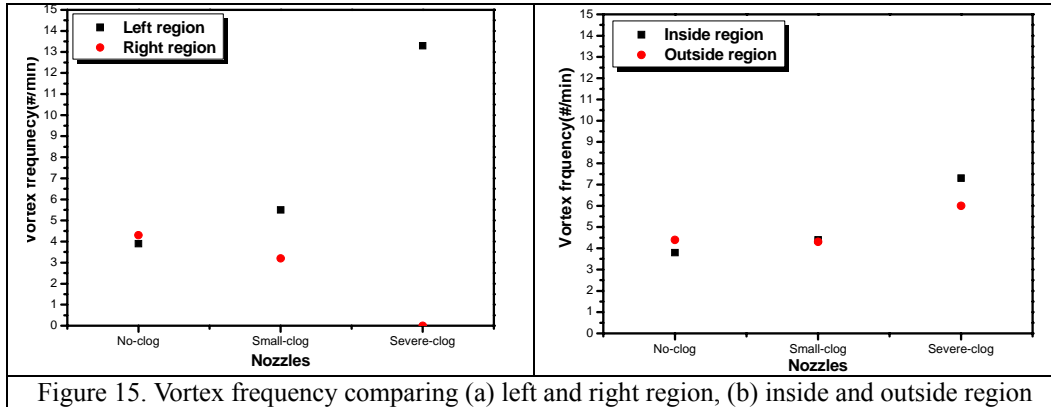 15
14
13
12
11
10
9
8
7
6
5
4
3
2
1
0
Vortex frequnecy(#/min)
Left region
Right region
No-clog
Small-clog
Severe-clog
Nozzles
15
14
13
12
11
10
9
8
7
6
5
4
3
2
1
0
Vortex frquency(#/min)
Inside region
Outside region
No-clog
Small-clog
Severe-clog
Nozzles
Figure 15. Vortex frequency comparing (a) left and right region, (b) inside and outside region